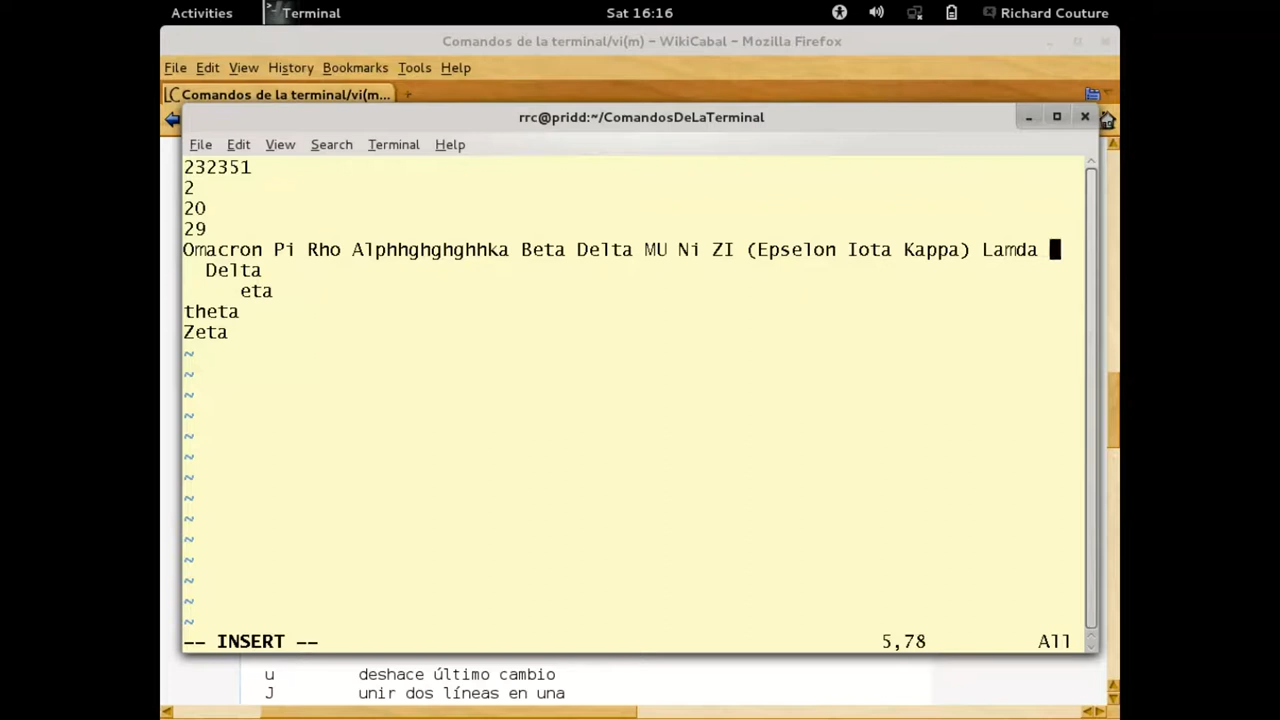 Activities Terminal Sat 16:16 Richard Couture
Comandos de la terminal/vi(m) – WikiCabal – Mozilla Firefox
File Edit View History Bookmarks Tools Help
Comandos de la terminal/vi(m...
rrc@pridd:~/ComandosDeLaTerminal
File Edit View Search Terminal Help
232351
2
20
29
Omacron Pi Rho Alphhghghghhka Beta Delta MU Ni ZI (Epselon Iota Kappa) Lamda
Delta
eta
theta
Zeta
~
~
~
~
~
~
~
~
~
~
~
~
~
~
-- INSERT -- 5,78 All
u deshace último cambio
J unir dos líneas en una